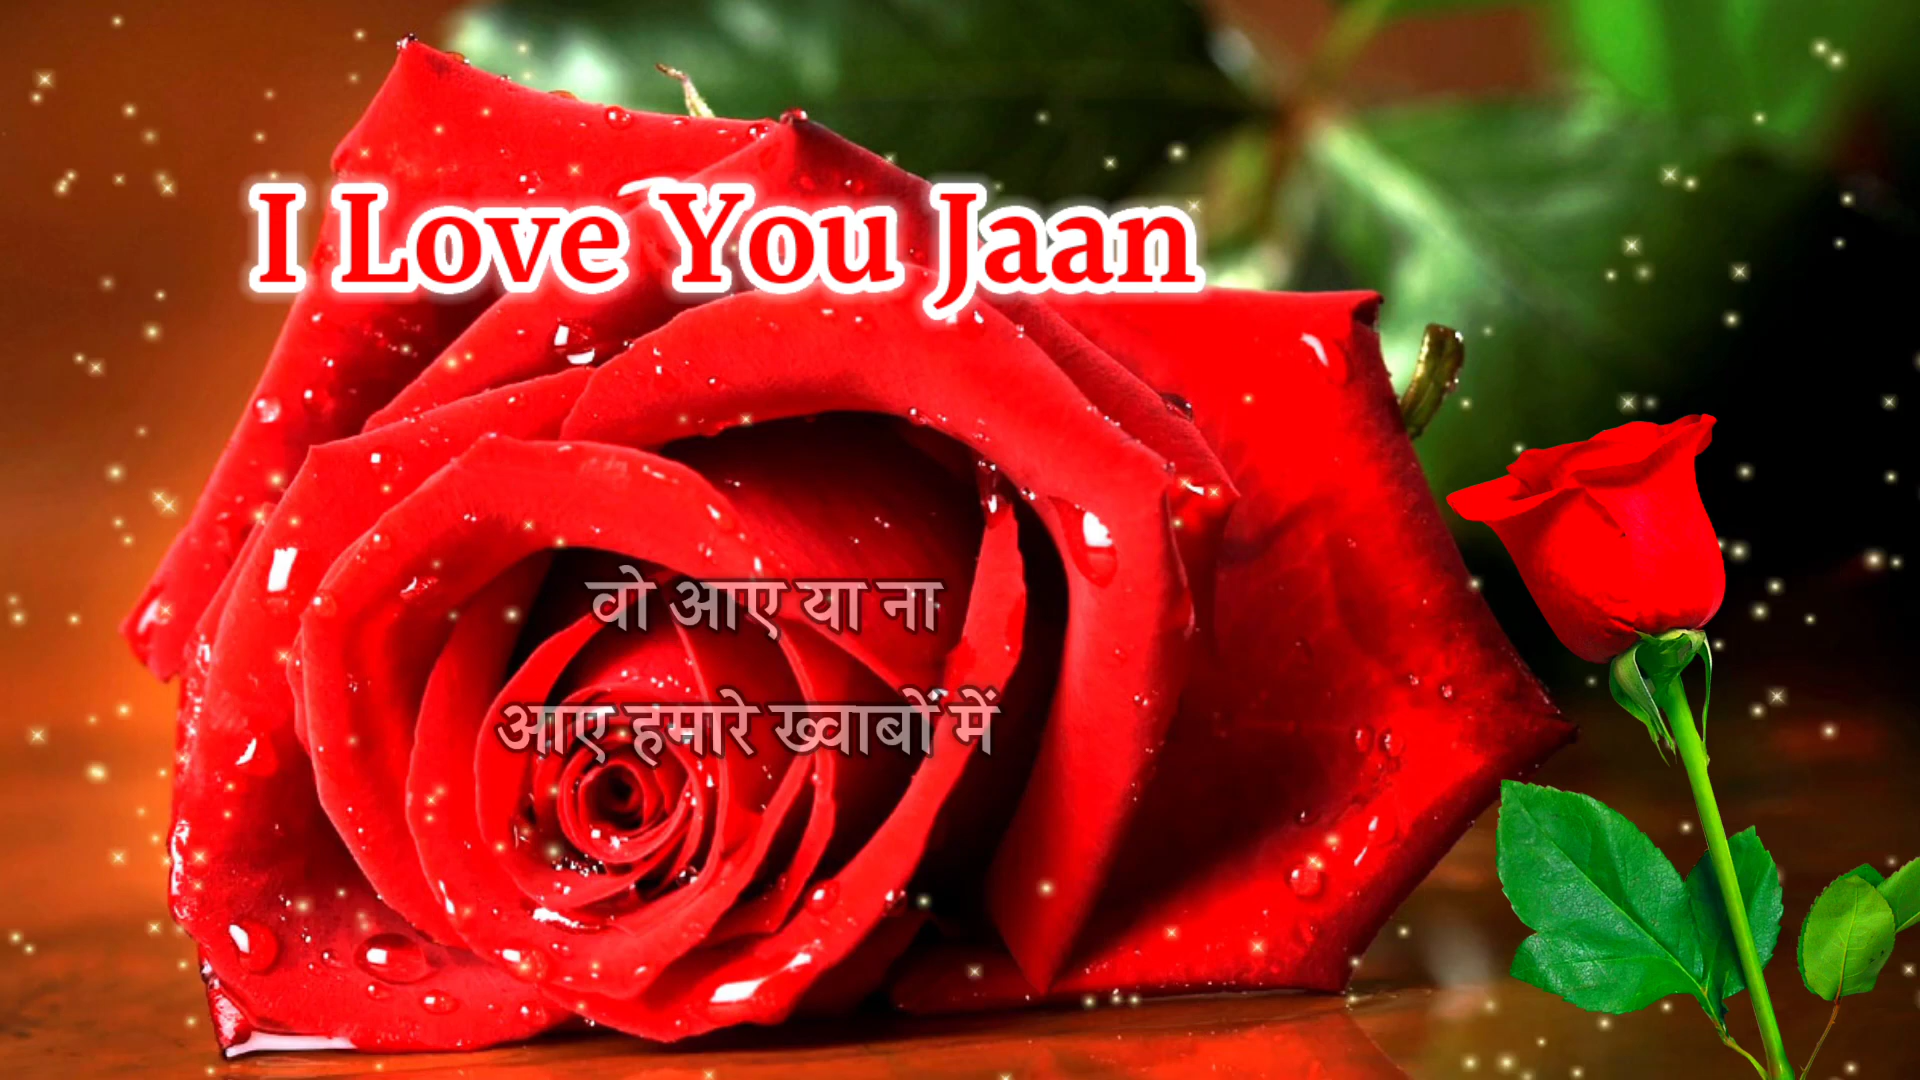 I Love You Jaan
वो आए या ना
आए हमारे ख्वाबों में